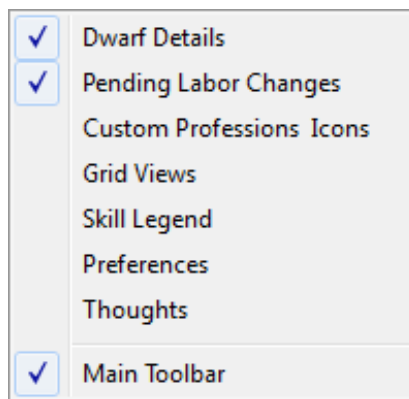 Dwarf Details
Pending Labor Changes
Custom Professions  Icons
Grid Views
Skill Legend
Preferences
Thoughts
Main Toolbar